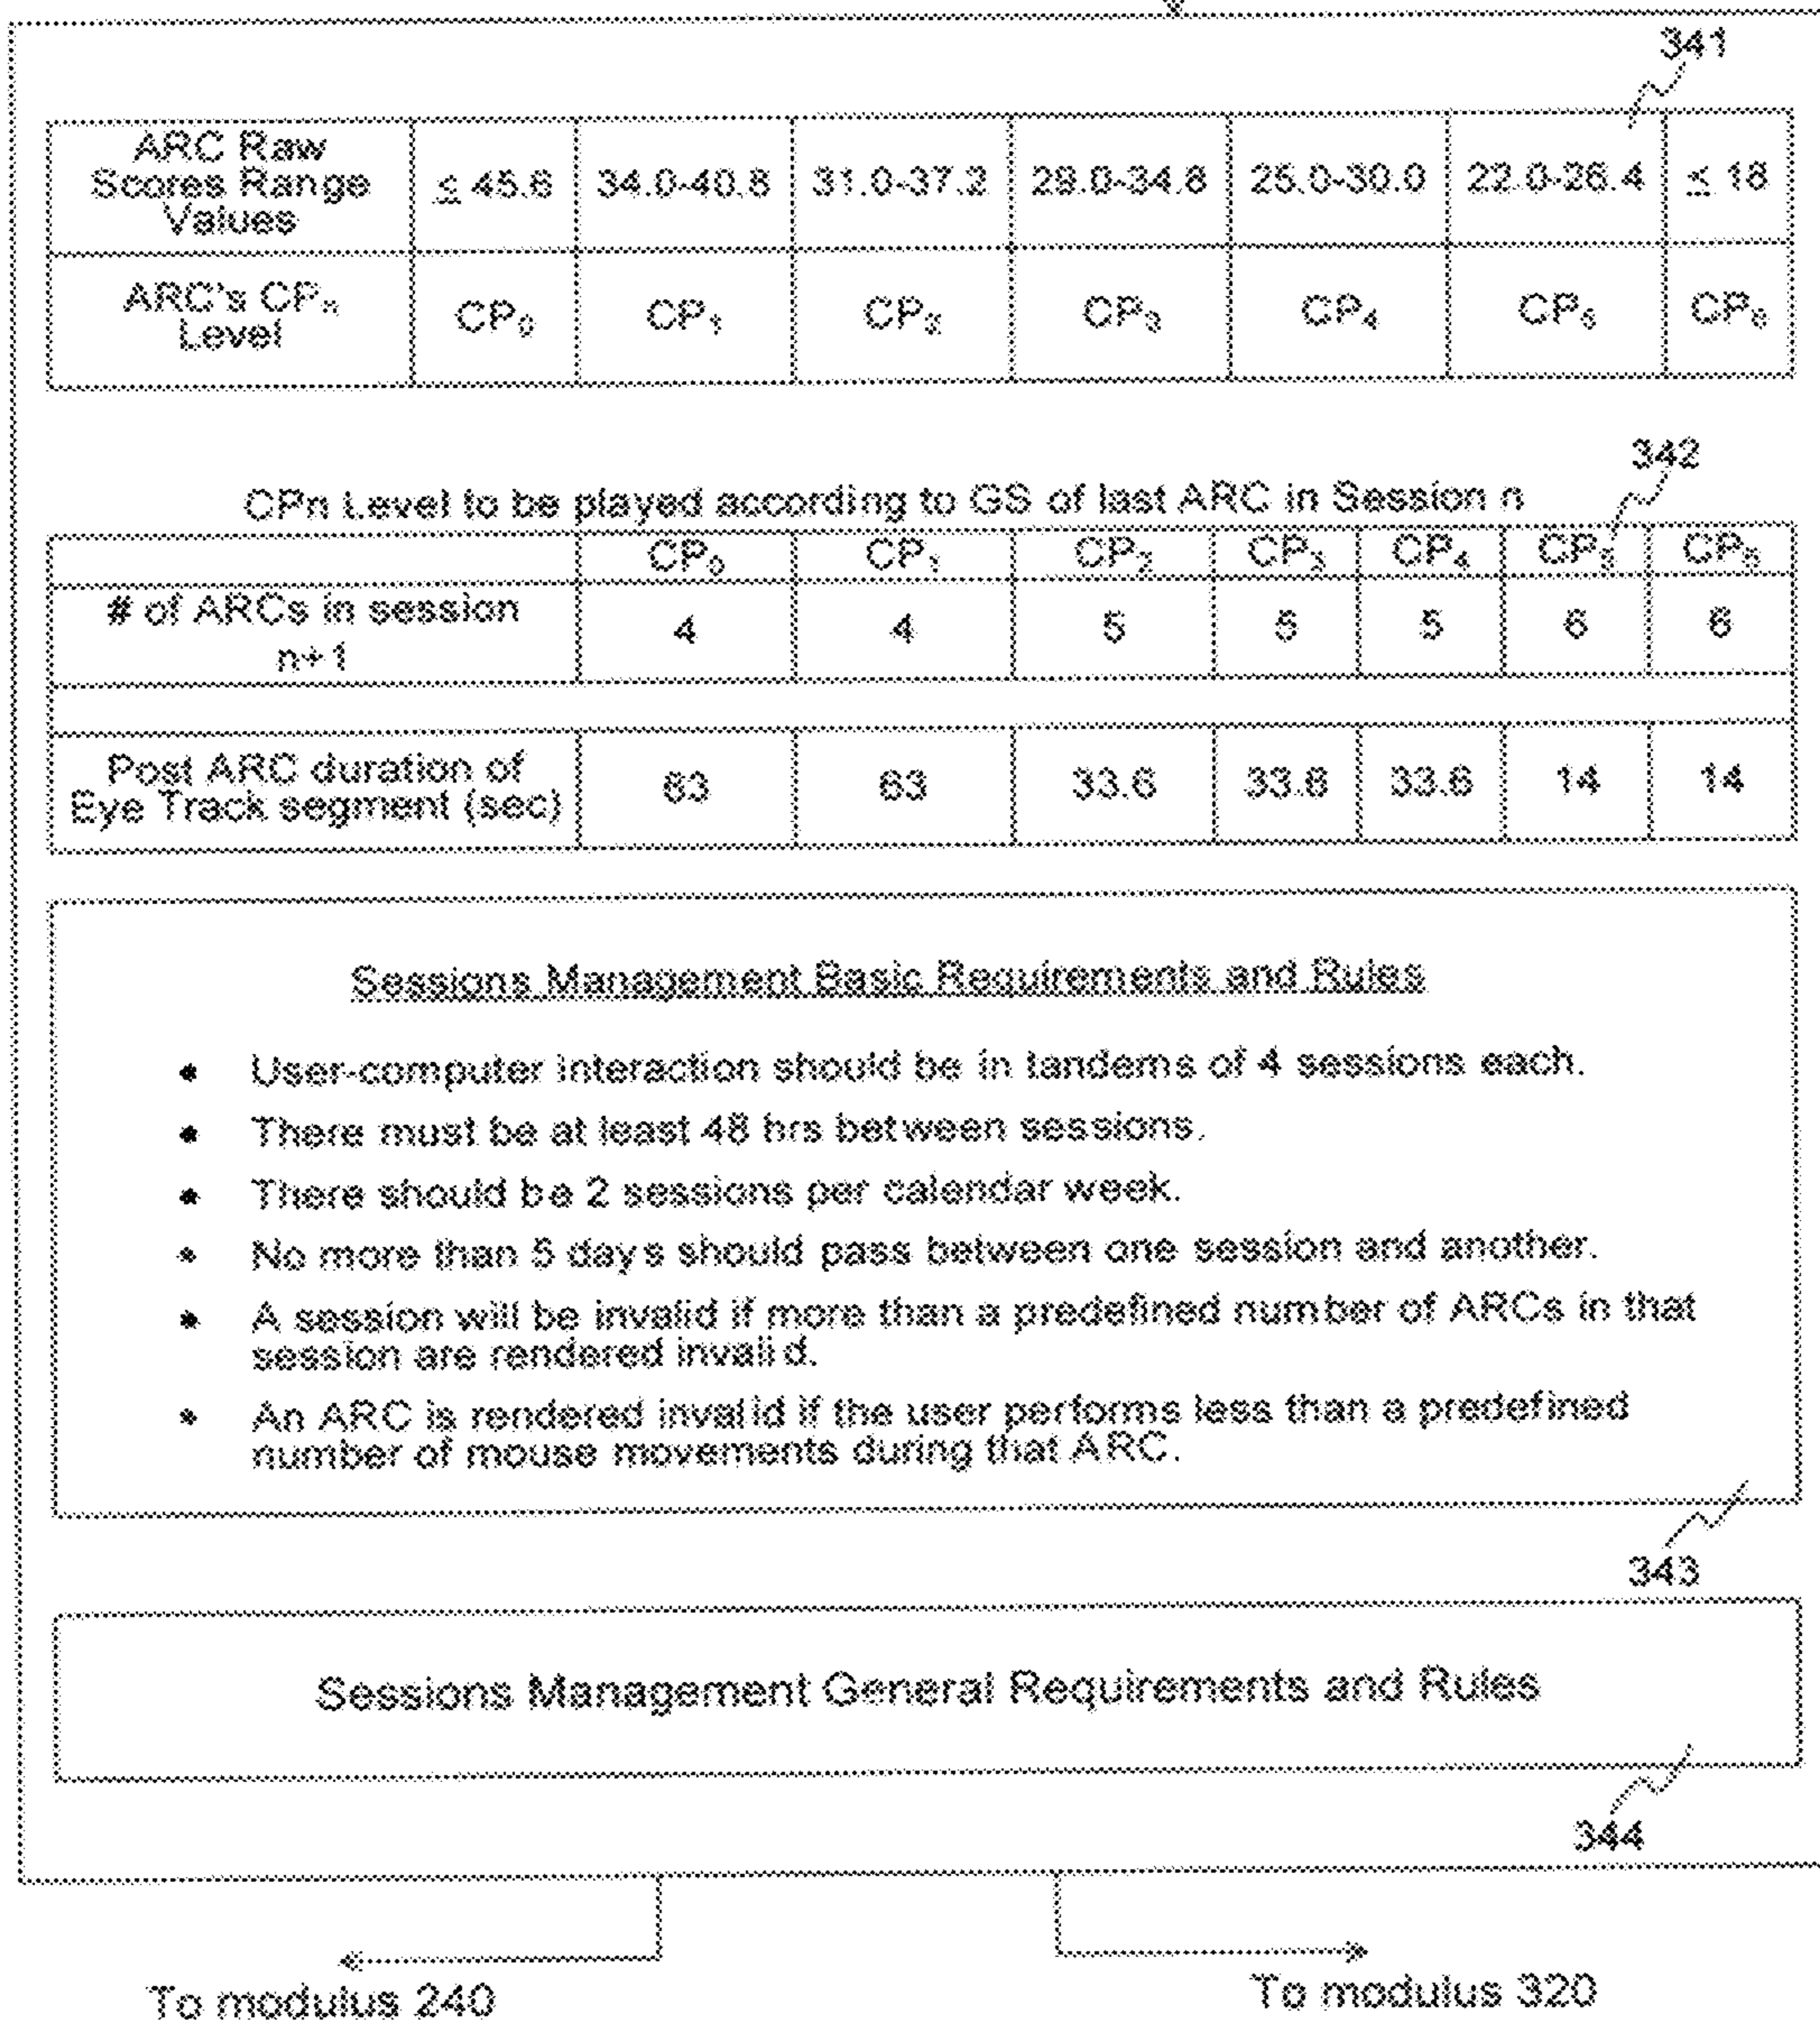 341
ARC Raw
Scores Range
Values
≤ 45.6
34.0-40.8
31.0-37.2
29.0-34.8
25.0-30.0
22.0-26.4
≤ 18
ARC's CPn
Level
CP0
CP1
CP2
CP3
CP4
CP5
CP6
342
CPn Level to be played according to GS of last ARC in Session n
CP0
CP1
CP2
CP3
CP4
CP5
# of ARCs in session
n+1
4
4
5
5
5
6
6
Post ARC duration of
Eye Track segment (sec)
63
63
33.6
33.6
33.6
14
14
Sessions Management Basic Requirements and Rules
• User-computer interaction should be in tandems of 4 sessions each.
• There must be at least 48 hrs between sessions.
• There should be 2 sessions per calendar week.
• No more than 5 days should pass between one session and another.
• A session will be invalid if more than a predefined number of ARCs in that
session are rendered invalid.
• An ARC is rendered invalid if the user performs less than a predefined
number of mouse movements during that ARC.
343
Sessions Management General Requirements and Rules
344
To modulus 240
To modulus 320